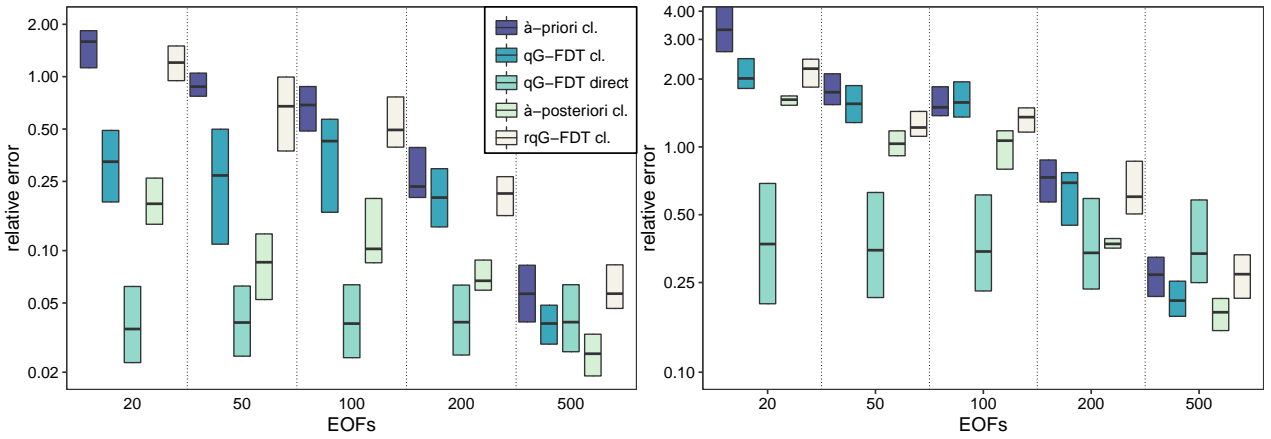 2.00
1.00
0.50
0.25
0.10
0.05
0.02
relative error
20
50
100
200
500
EOFs
à−priori cl.
qG−FDT cl.
qG−FDT direct
à−posteriori cl.
rqG−FDT cl.
4.00
3.00
2.00
1.00
0.50
0.25
0.10
relative error
20
50
100
200
500
EOFs